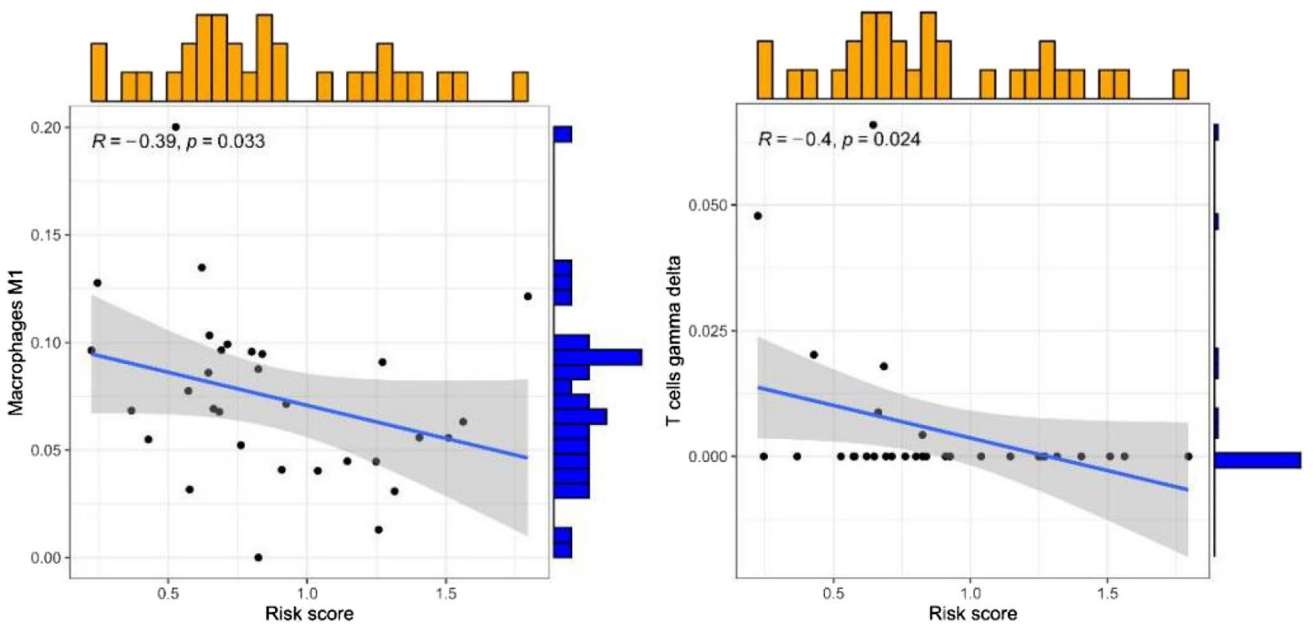 R = −0.39, p = 0.033
0.20
0.15
0.10
0.05
0.00
Macrophages M1
0.5 1.0 1.5
Risk score
R = −0.4, p = 0.024
0.050
0.025
0.000
T cells gamma delta
0.5 1.0 1.5
Risk score